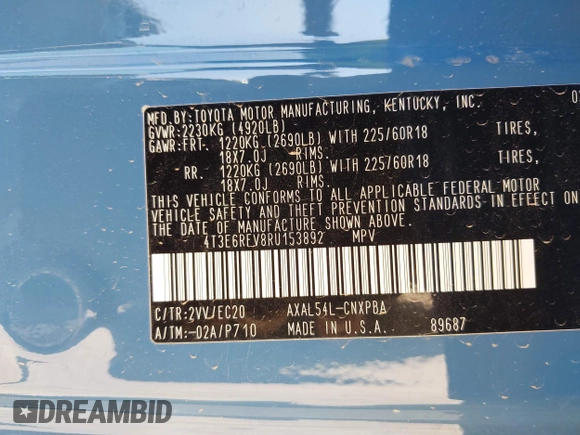 MFD.BY:TOYOTA MOTOR MANUFACTURING, KENTUCKY, INC. 0
GVWR:2230KG (4920LB)
GAWR:FRT. 1220KG (2690LB) WITH 225/60R18 TIRES,
18X7.0J RIMS.
RR. 1220KG (2690LB) WITH 225/60R18 TIRES,
18X7.0J RIMS.
THIS VEHICLE CONFORMS TO ALL APPLICABLE FEDERAL MOTOR
VEHICLE SAFETY AND THEFT PREVENTION STANDARDS IN EFFECT ON
THE DATE OF MANUFACTURE SHOWN ABOVE.
4T3E6RFV8RU153892 MPV
C/TR:2VV/EC20 AXAL54L-CNXPBA
A/TM:-02A/P710 MADE IN U.S.A. 89687
DREAMBID